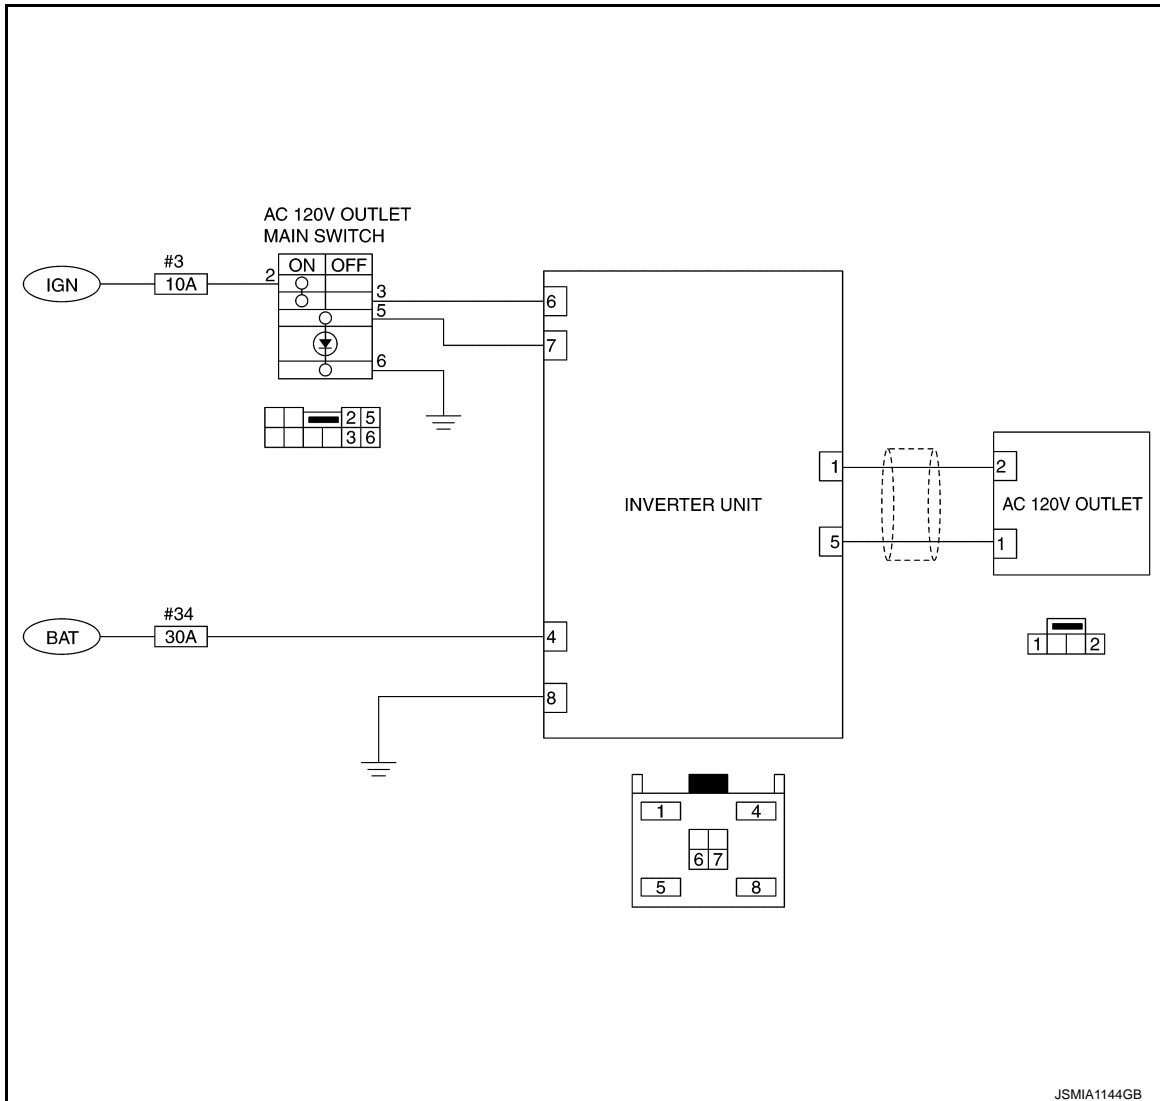 AC 120V OUTLET
MAIN SWITCH
ON OFF
#3
IGN
10A
2
3
5
6
2 5
3 6
6
7
INVERTER UNIT
1
5
2
1
AC 120V OUTLET
1 2
#34
BAT
30A
4
8
1 4
6 7
5 8
JSMIA1144GB